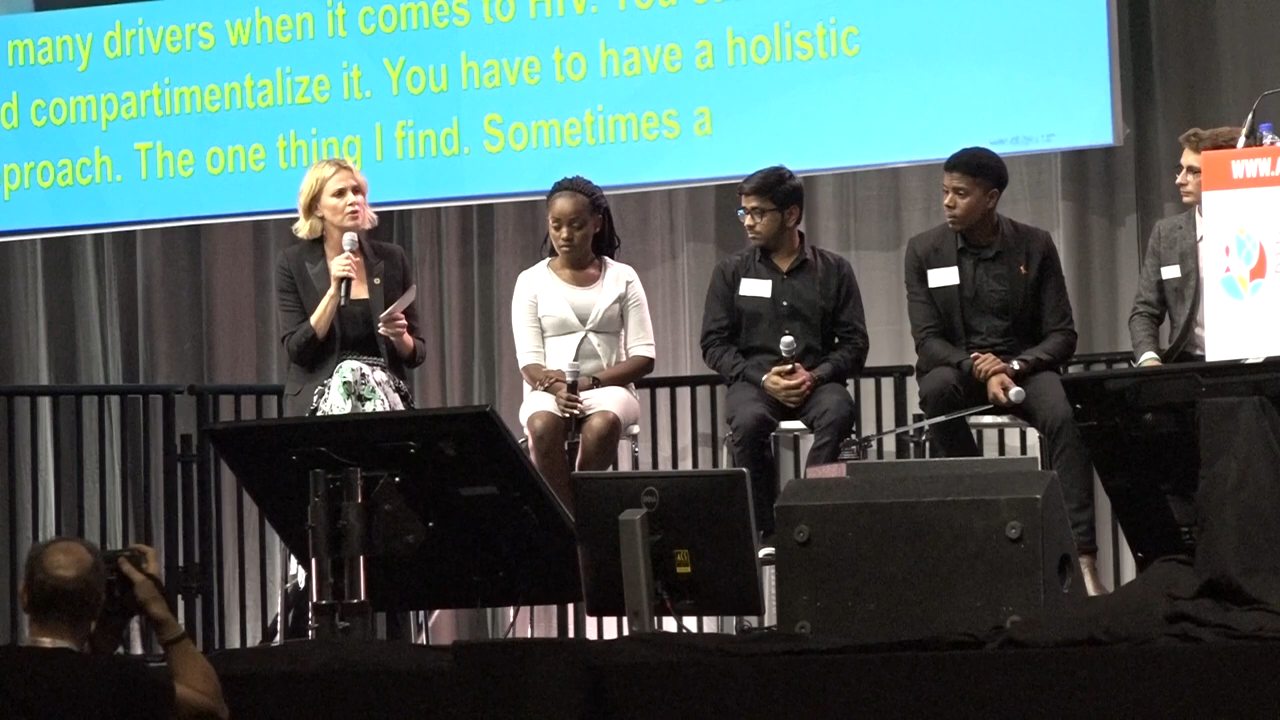 many drivers when it comes to HIV. You
d compartimentalize it. You have to have a holistic
proach. The one thing I find. Sometimes a
WWW.A
DELL